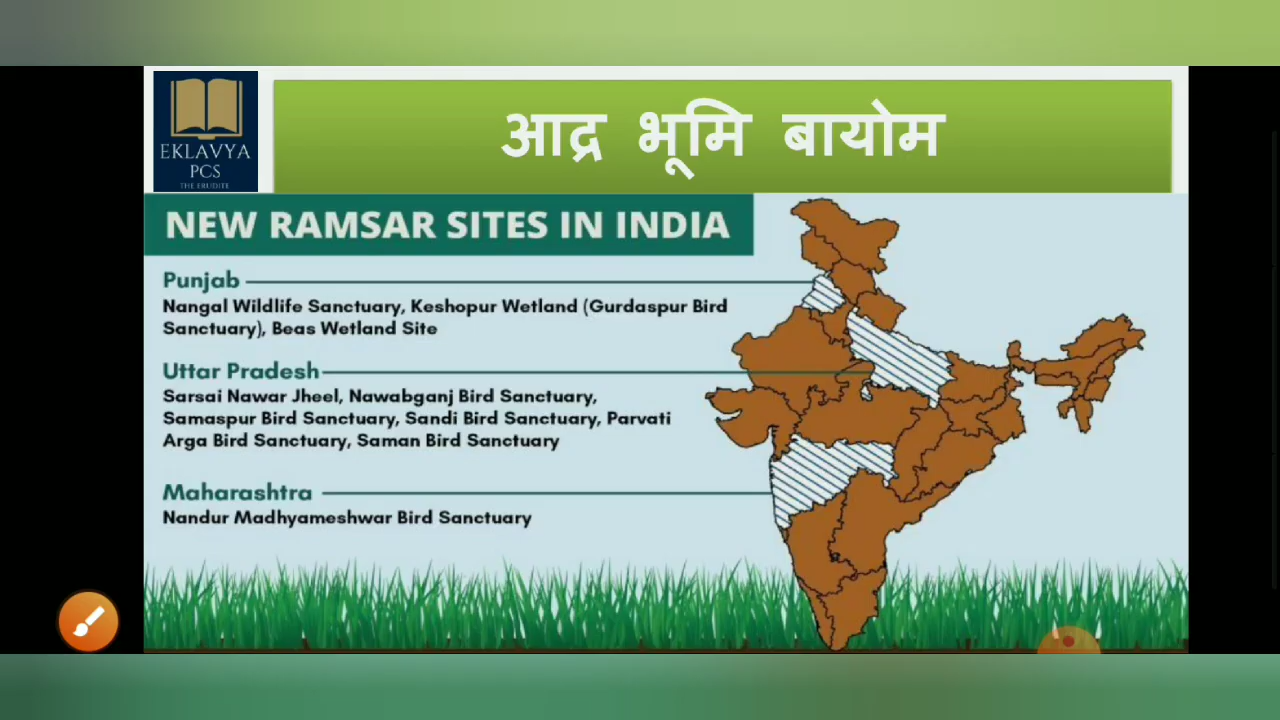 EKLAVYA
PCS
THE ERUDITE
आद्र भूमि बायोम
NEW RAMSAR SITES IN INDIA
Punjab
Nangal Wildlife Sanctuary, Keshopur Wetland (Gurdaspur Bird
Sanctuary), Beas Wetland Site
Uttar Pradesh
Sarsai Nawar Jheel, Nawabganj Bird Sanctuary,
Samaspur Bird Sanctuary, Sandi Bird Sanctuary, Parvati
Arga Bird Sanctuary, Saman Bird Sanctuary
Maharashtra
Nandur Madhyameshwar Bird Sanctuary